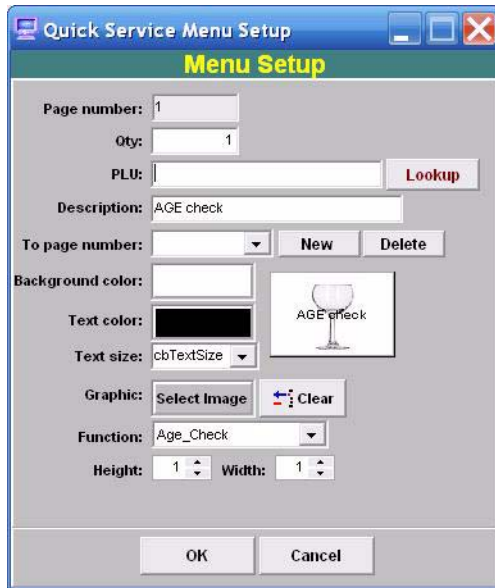 Quick Service Menu Setup
Menu Setup
Page number: 1
Qty: 1
PLU: Lookup
Description: AGE check
To page number: New Delete
Background color:
Text color: AGE check
Text size: cbTextSize
Graphic: Select Image Clear
Function: Age_Check
Height: 1 Width: 1
OK Cancel